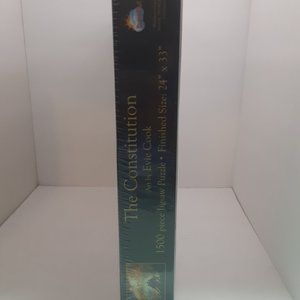 The Constitution
Art by Evie Cook
1500 piece Jigsaw Puzzle • Finished Size: 24" x 33"